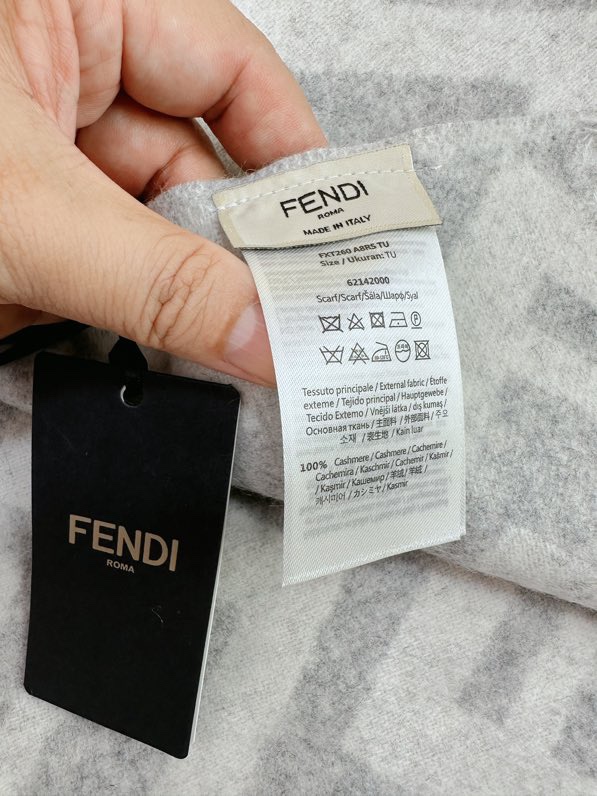 FENDI
ROMA
MADE IN ITALY
FXT260 A8R5 TU
Size / Ukuran: TU
62142000
Scarf/Scarf/Šála/Шарф/Syal
Tessuto principale / External fabric / Étoffe
externe / Tejido principal / Hauptgewebe /
Tecido Externo / Vnější látka / dış kumaş /
Основная ткань / 主面料 / 外部面料 / 주요
소재 / 表生地 / Kain luar
100% Cashmere / Cashmere / Cachemire /
Cachemira / Kaschmir / Cachemir / Kašmír /
/ Kaşmir / Кашемир / 羊绒/ 羊絨/
캐시미어 / カシミヤ / Kasmir
FENDI
ROMA